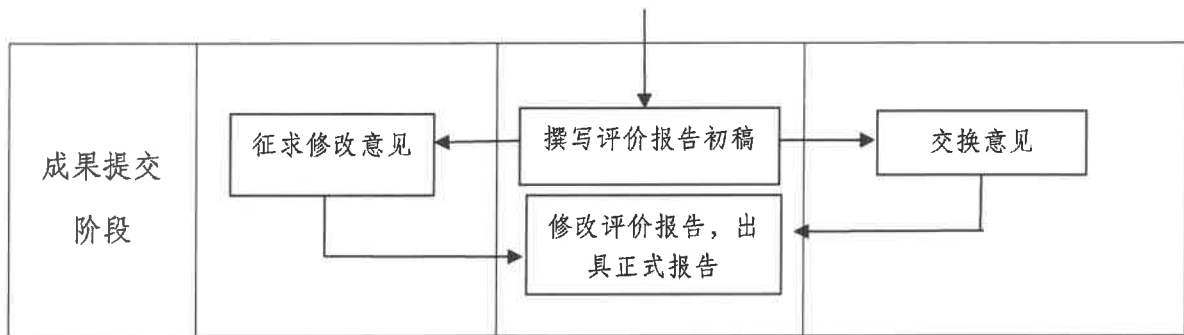 成果提交
阶段
征求修改意见
撰写评价报告初稿
交换意见
修改评价报告，出
具正式报告